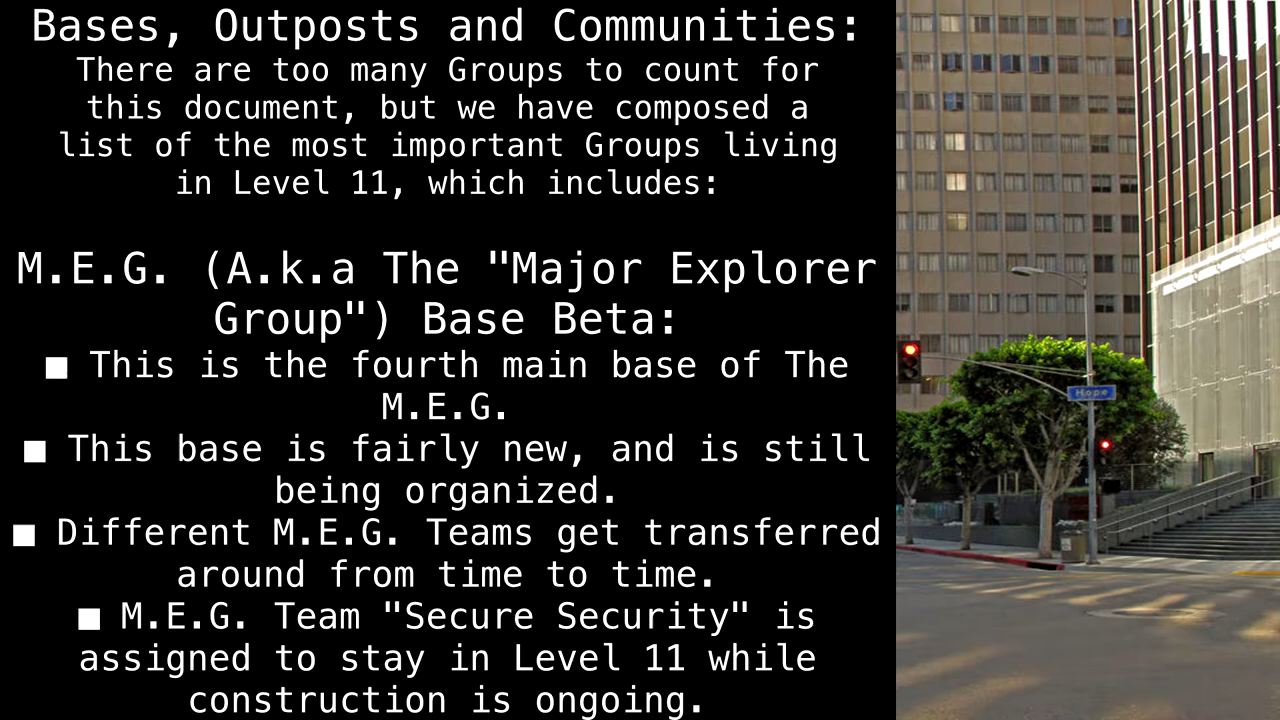 Bases, Outposts and Communities:
There are too many Groups to count for
this document, but we have composed a
list of the most important Groups living
in Level 11, which includes:
M.E.G. (A.k.a The "Major Explorer
Group") Base Beta:
■ This is the fourth main base of The
M.E.G.
■ This base is fairly new, and is still
being organized.
■ Different M.E.G. Teams get transferred
around from time to time.
■ M.E.G. Team "Secure Security" is
assigned to stay in Level 11 while
construction is ongoing.
Hope